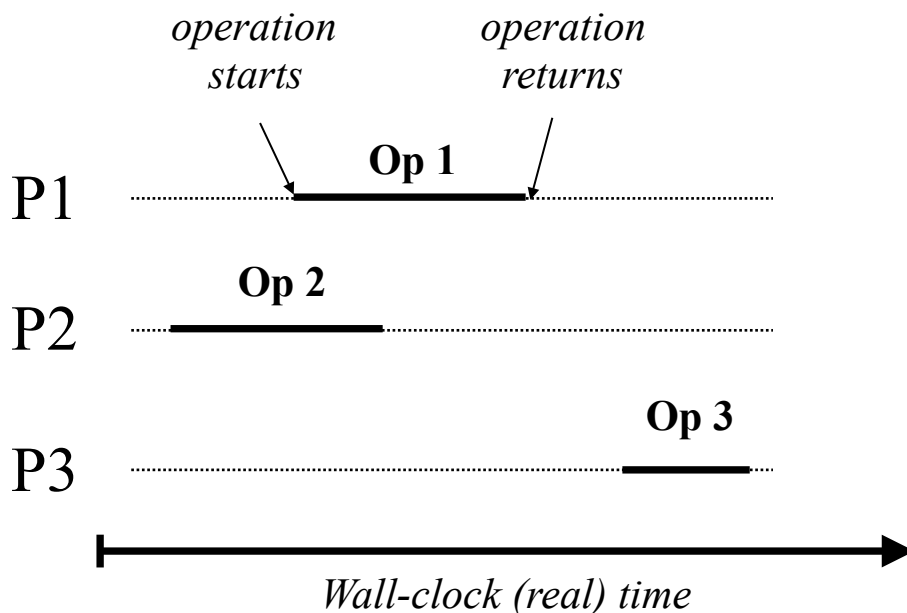 operation
starts
operation
returns
Op 1
P1
Op 2
P2
Op 3
P3
Wall-clock (real) time